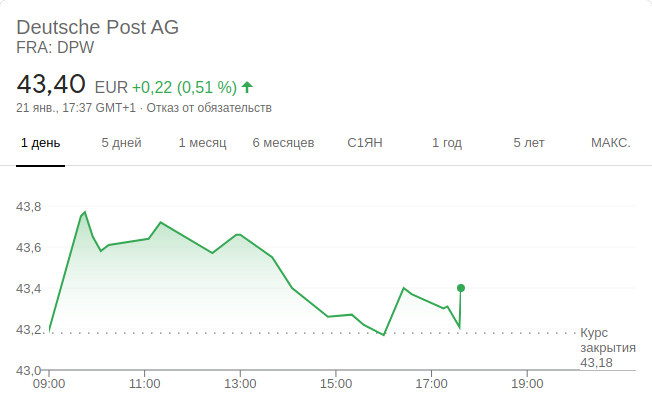 Deutsche Post AG
FRA: DPW
43,40 EUR +0,22 (0,51 %)
21 янв., 17:37 GMT+1 · Отказ от обязательств
1 день 5 дней 1 месяц 6 месяцев С1ЯН 1 год 5 лет МАКС.
43,8
43,6
43,4
43,2
Курс
закрытия
43,18
43,0
09:00 11:00 13:00 15:00 17:00 19:00